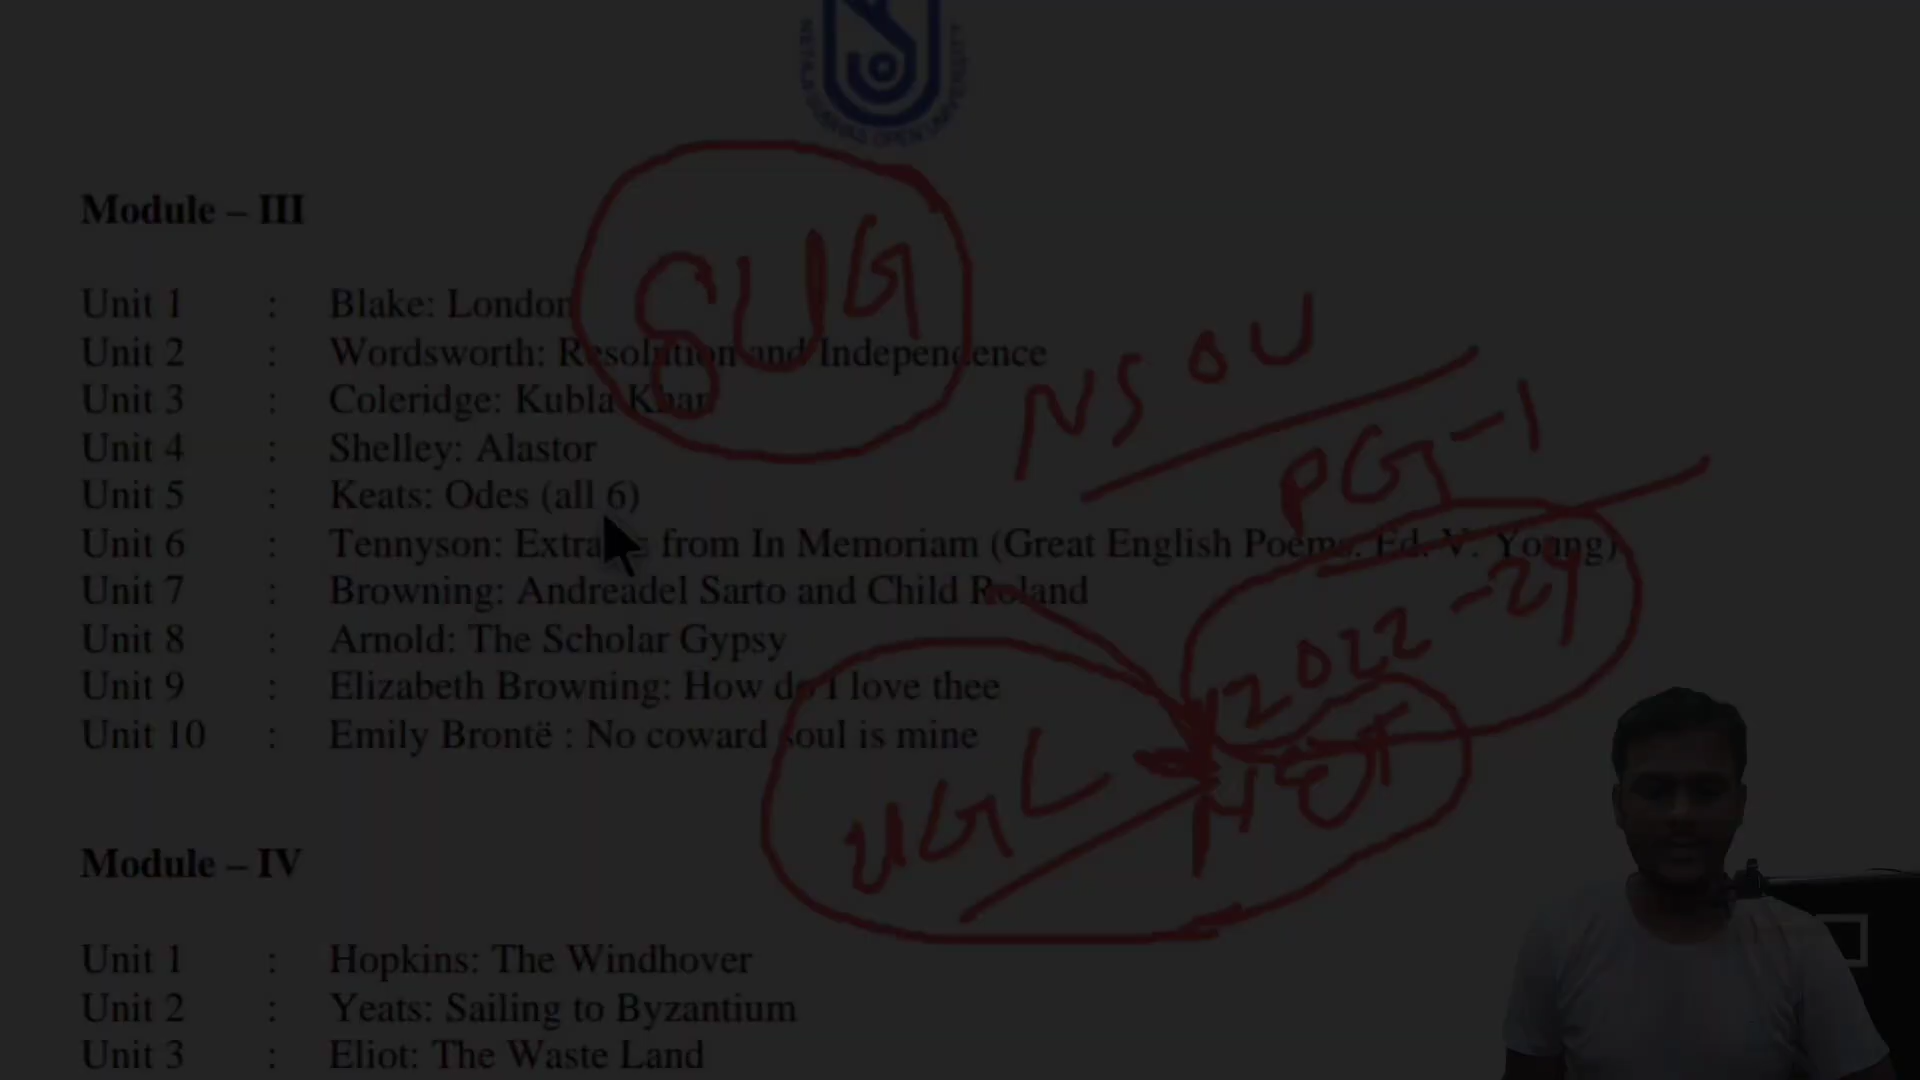 NETAJI SUBHAS OPEN UNIVERSITY
Module – III
SUG
Unit 1 : Blake: London
Unit 2 : Wordsworth: Resolution and Independence
NSOU
Unit 3 : Coleridge: Kubla Khan
PG-1
Unit 4 : Shelley: Alastor
Unit 5 : Keats: Odes (all 6)
Unit 6 : Tennyson: Extracts from In Memoriam (Great English Poems. Ed. V. Young)
Unit 7 : Browning: Andreadel Sarto and Child Roland
2022-24
Unit 8 : Arnold: The Scholar Gypsy
Unit 9 : Elizabeth Browning: How do I love thee
Unit 10 : Emily Brontë : No coward soul is mine
UGC NET
Module – IV
Unit 1 : Hopkins: The Windhover
Unit 2 : Yeats: Sailing to Byzantium
Unit 3 : Eliot: The Waste Land